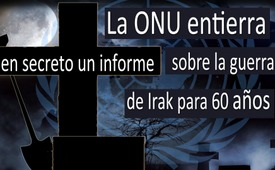 La ONU entierra
en secreto un informe sobre la guerra
de Irak para 60 años